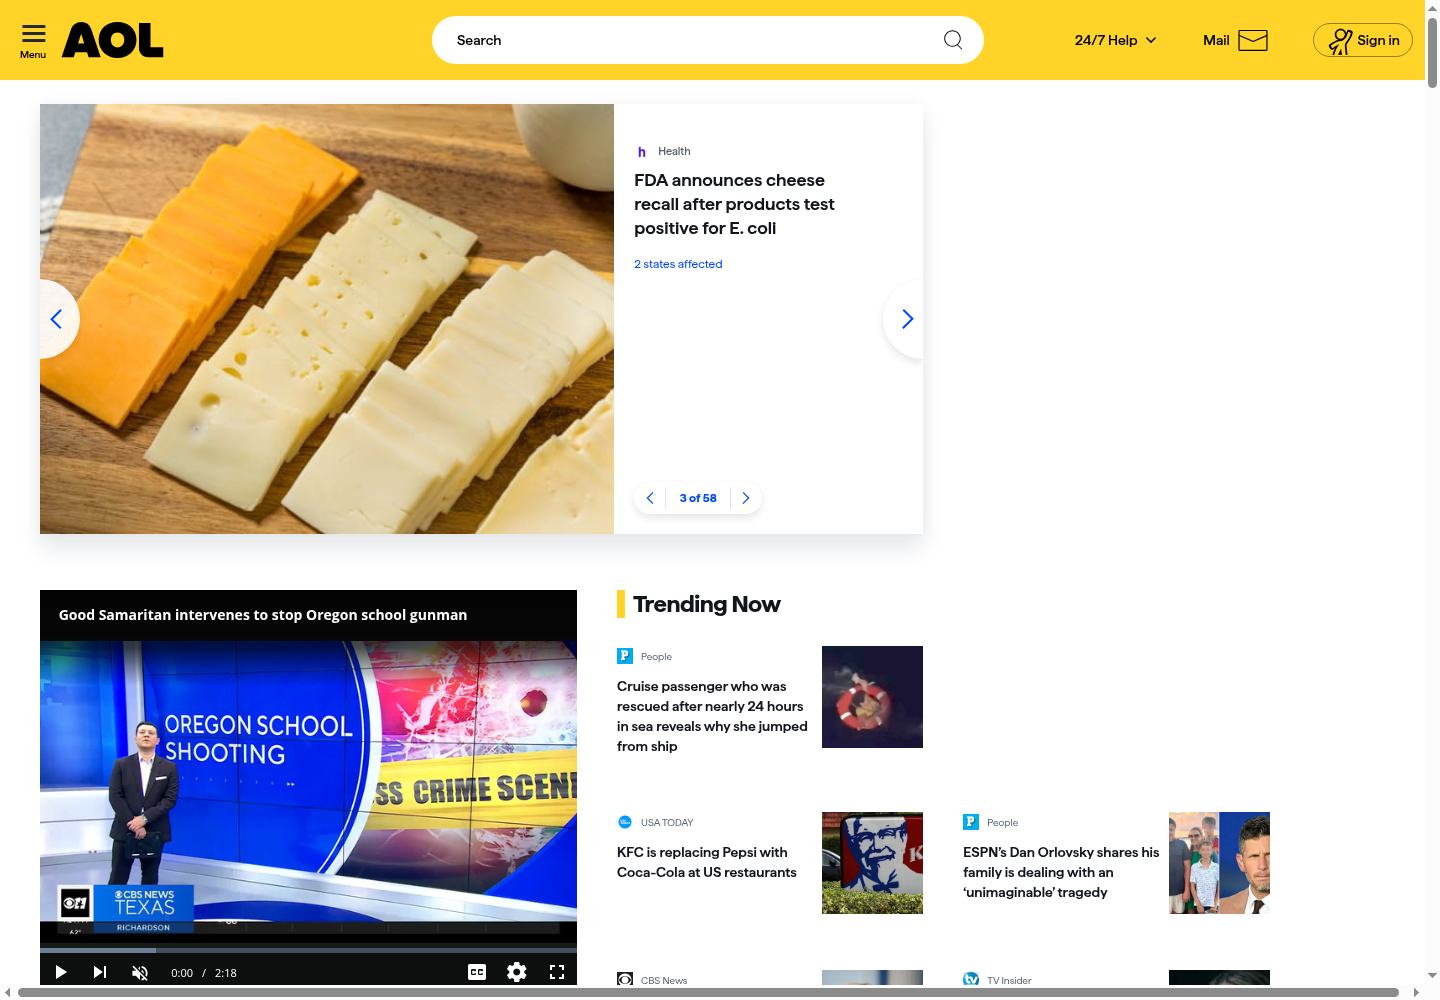 Menu
AOL
Search
24/7 Help
Mail
Sign in
h Health
FDA announces cheese
recall after products test
positive for E. coli
2 states affected
3 of 58
Good Samaritan intervenes to stop Oregon school gunman
OREGON SCHOOL
SHOOTING
SS CRIME SCEN
CBS NEWS
TEXAS
RICHARDSON
0:00 / 2:18
CC
Trending Now
P People
Cruise passenger who was
rescued after nearly 24 hours
in sea reveals why she jumped
from ship
USA TODAY
KFC is replacing Pepsi with
Coca-Cola at US restaurants
K
P People
ESPN’s Dan Orlovsky shares his
family is dealing with an
‘unimaginable’ tragedy
CBS News
tv TV Insider